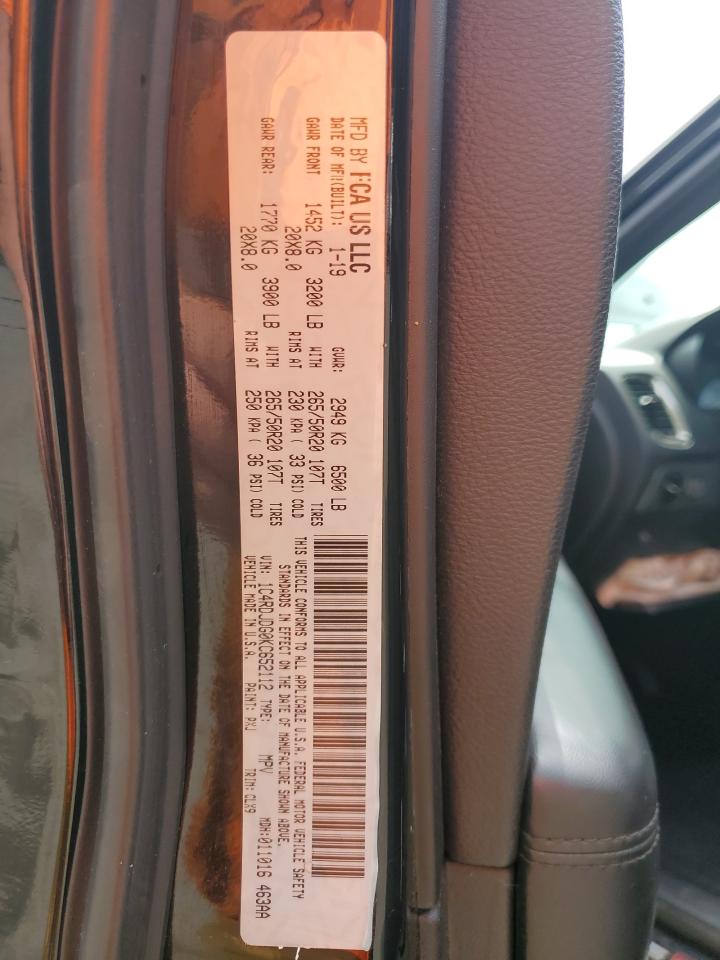 MFD BY FCA US LLC
DATE OF MFR(BUILT): 1-19 GVWR: 2949 KG 6500 LB
GAWR FRONT 1452 KG 3200 LB WITH 265/50R20 107T TIRES
20X8.0 RIMS AT 230 KPA ( 33 PSI) COLD
GAWR REAR: 1770 KG 3900 LB WITH 265/50R20 107T TIRES
20X8.0 RIMS AT 250 KPA ( 36 PSI) COLD
THIS VEHICLE CONFORMS TO ALL APPLICABLE U.S.A. FEDERAL MOTOR VEHICLE SAFETY
STANDARDS IN EFFECT ON THE DATE OF MANUFACTURE SHOWN ABOVE.
VIN: 1C4RDJDG0KC652112 TYPE: MPV MDH:011016 463AA
VEHICLE MADE IN U.S.A. PAINT: PXJ TRIM:CLX9